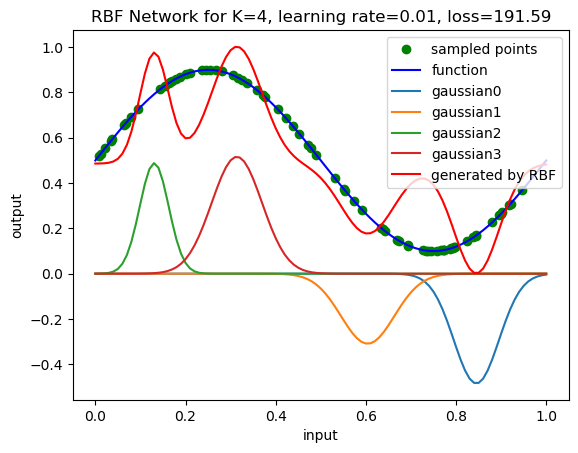 RBF Network for K=4, learning rate=0.01, loss=191.59
1.0
0.8
0.6
0.4
0.2
0.0
−0.2
−0.4
output
sampled points
function
gaussian0
gaussian1
gaussian2
gaussian3
generated by RBF
0.0 0.2 0.4 0.6 0.8 1.0
input